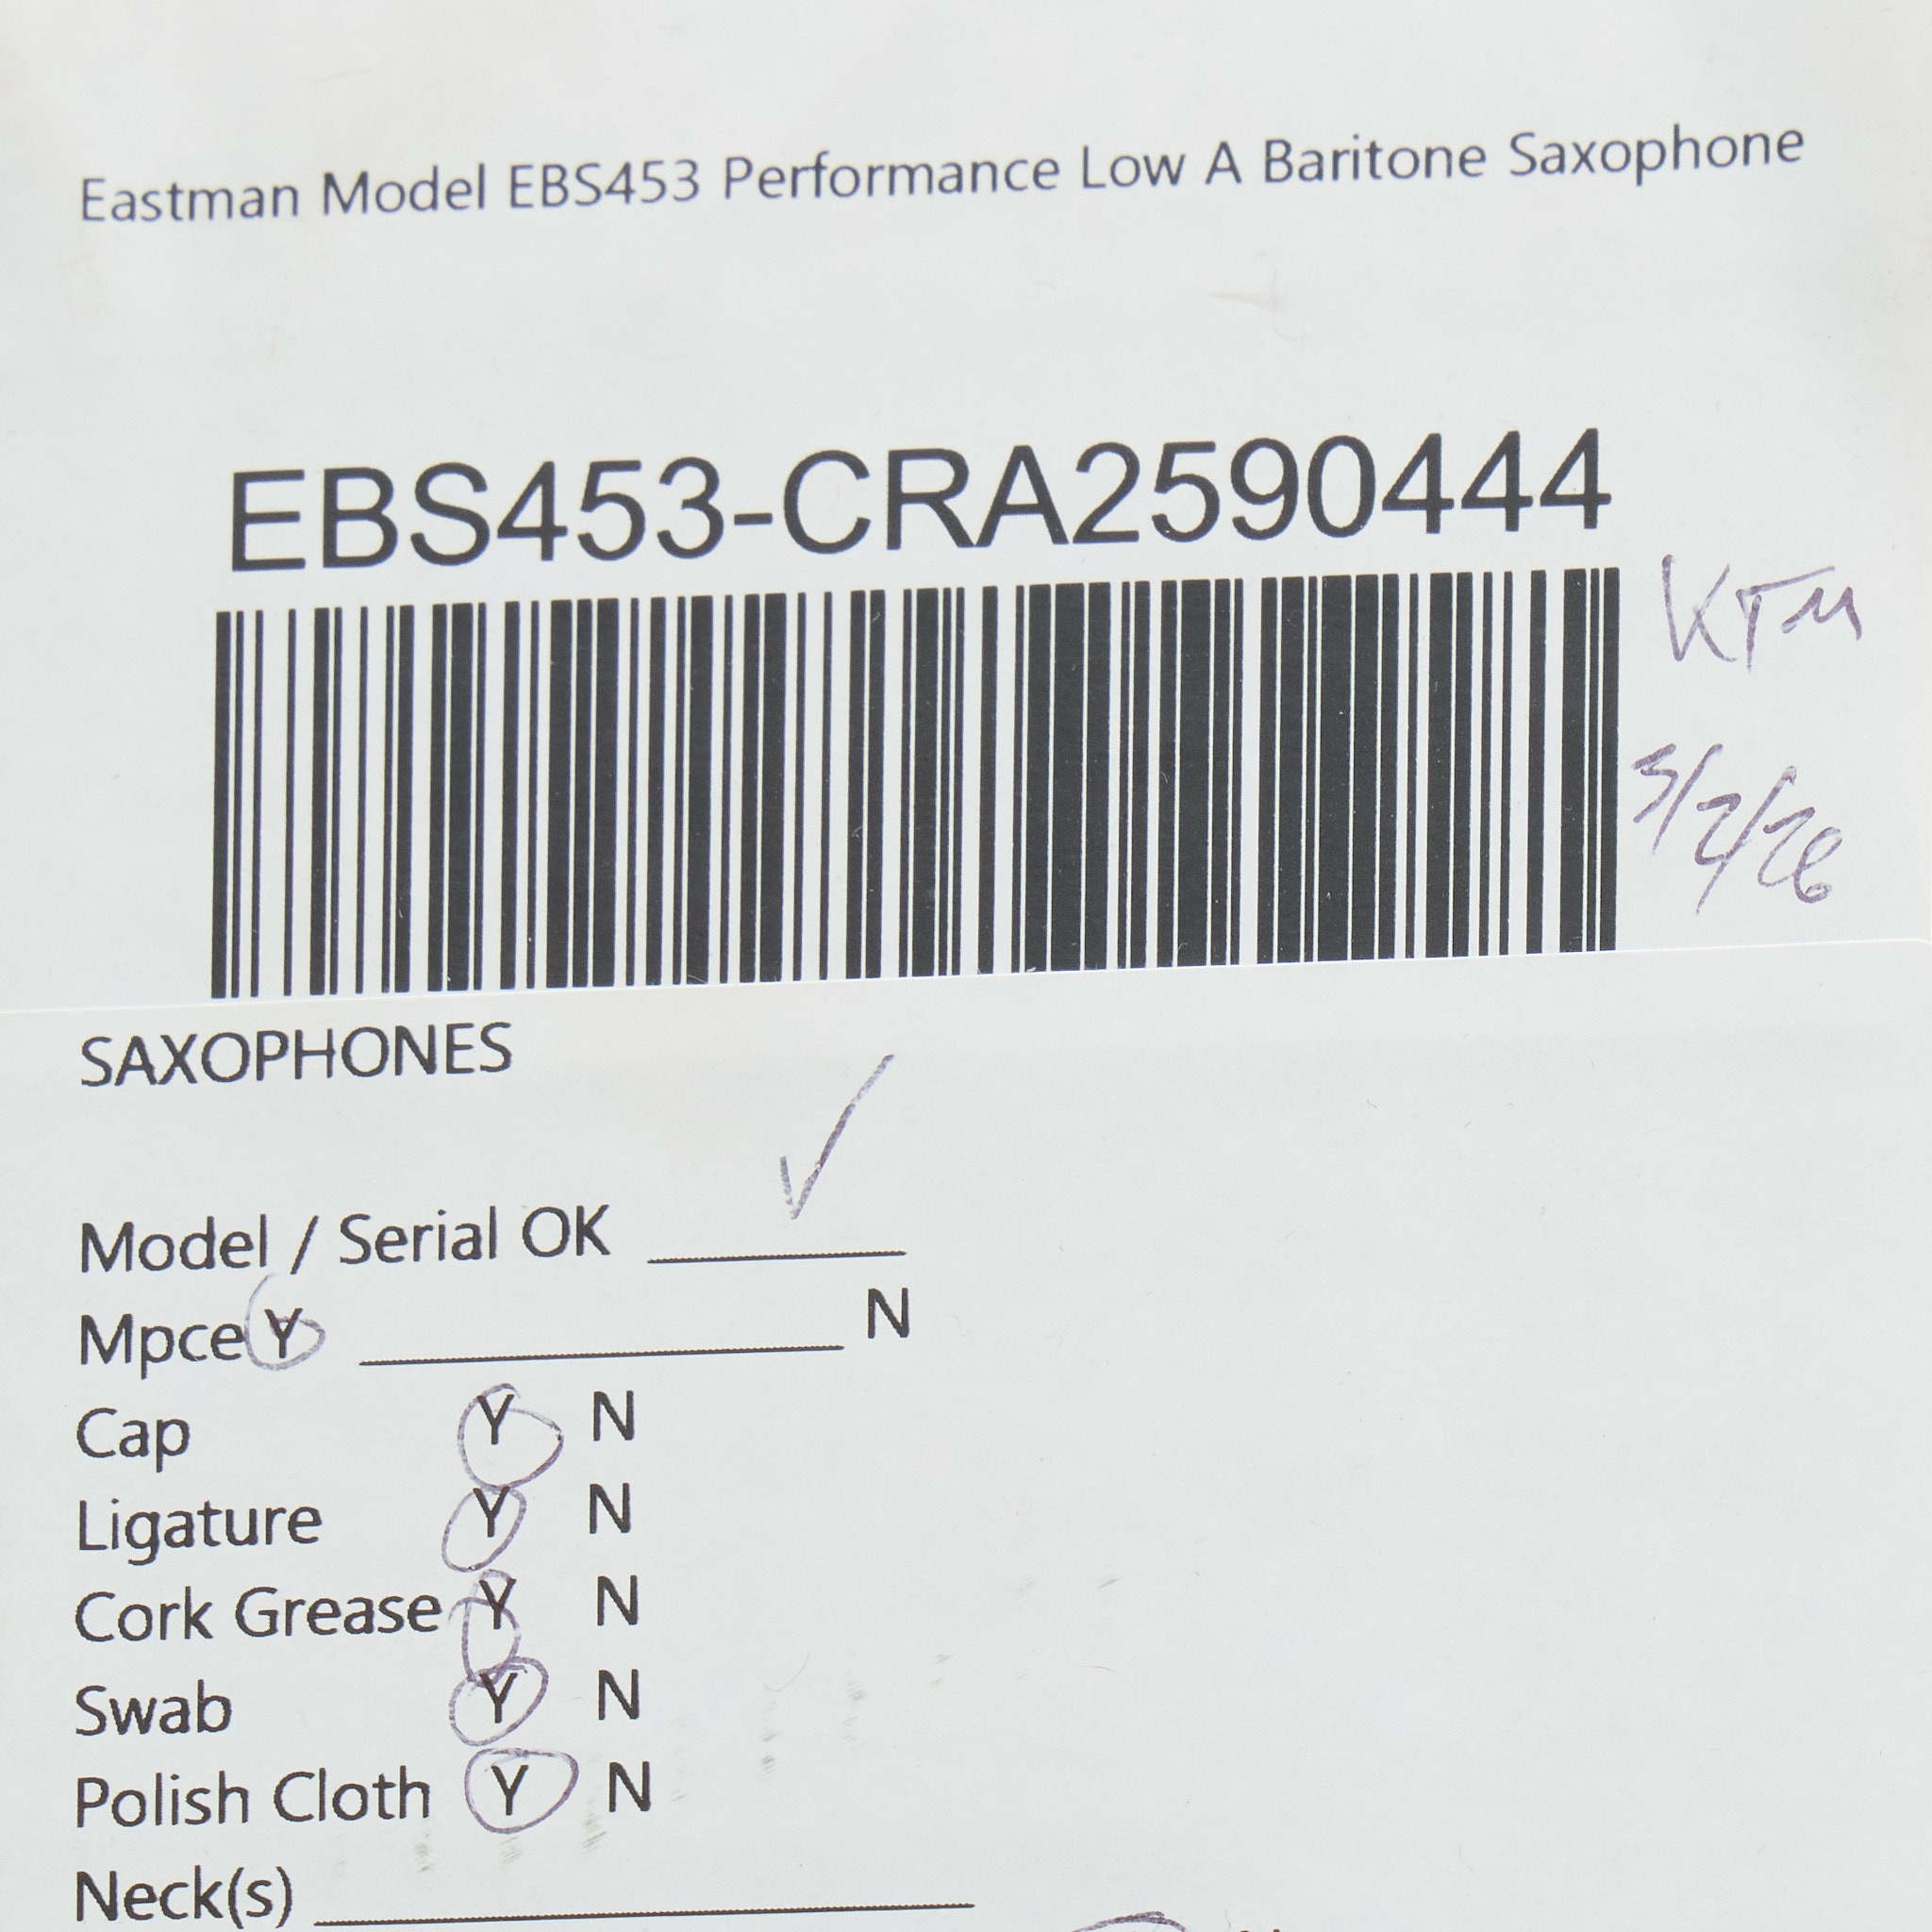 Eastman Model EBS453 Performance Low A Baritone Saxophone
EBS453-CRA2590444
KTM
3/2/26
SAXOPHONES
Model / Serial OK ✓
Mpce Y N
Cap Y N
Ligature Y N
Cork Grease Y N
Swab Y N
Polish Cloth Y N
Neck(s)